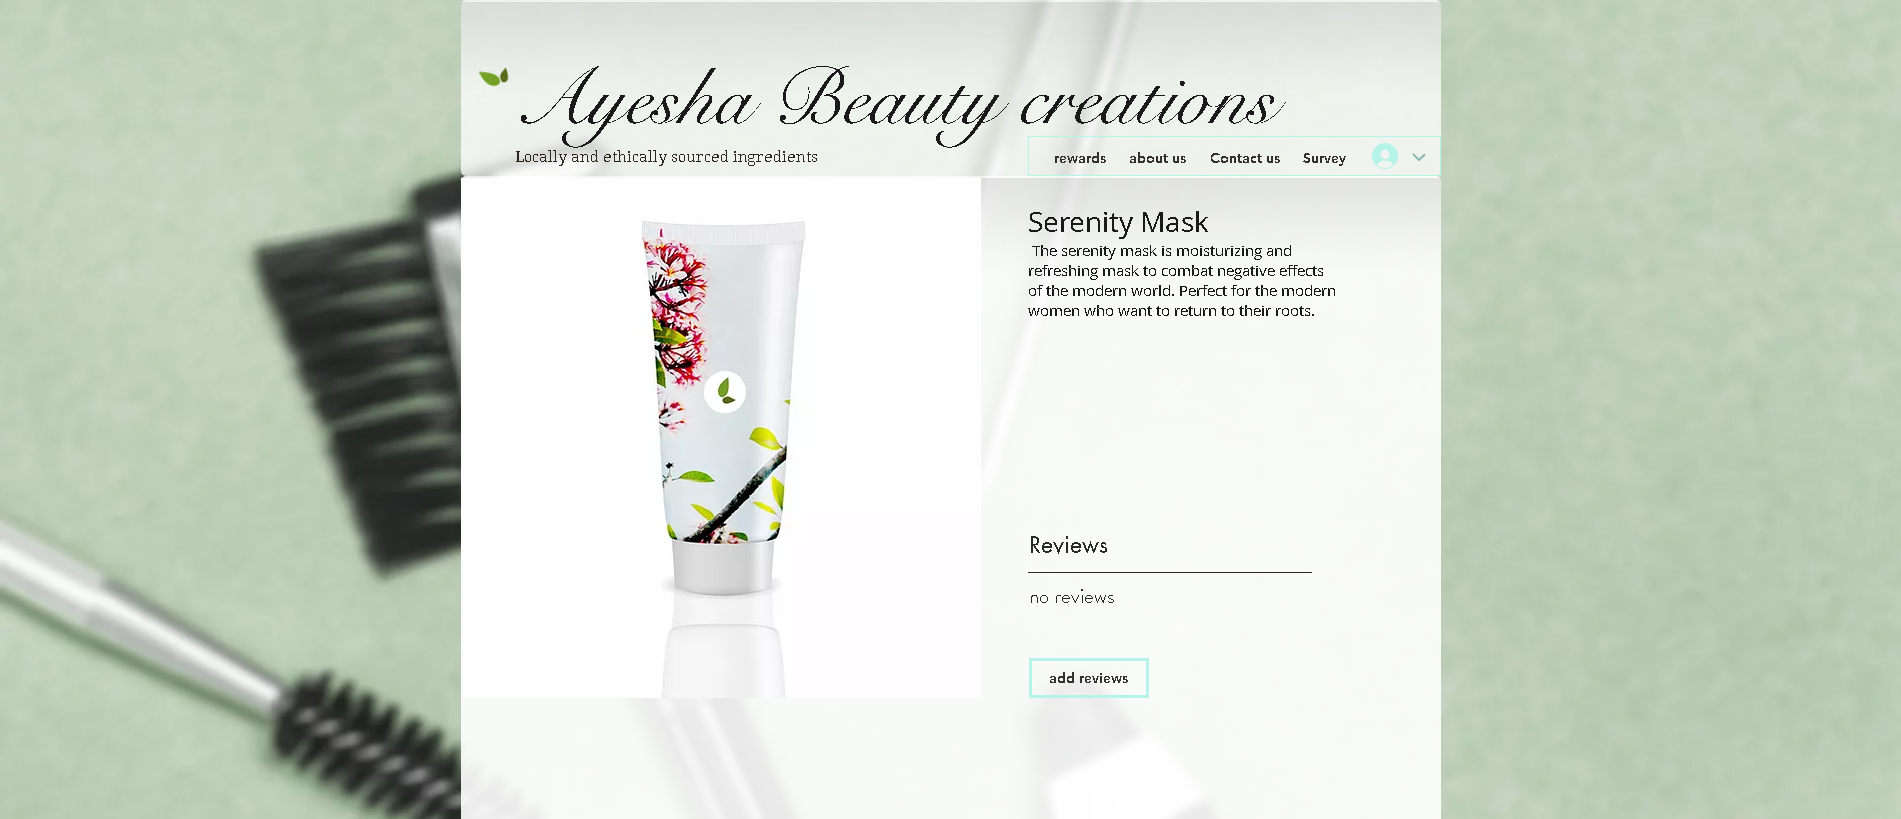 Ayesha Beauty creations
Locally and ethically sourced ingredients
rewards about us Contact us Survey
Serenity Mask
The serenity mask is moisturizing and
refreshing mask to combat negative effects
of the modern world. Perfect for the modern
women who want to return to their roots.
Reviews
no reviews
add reviews